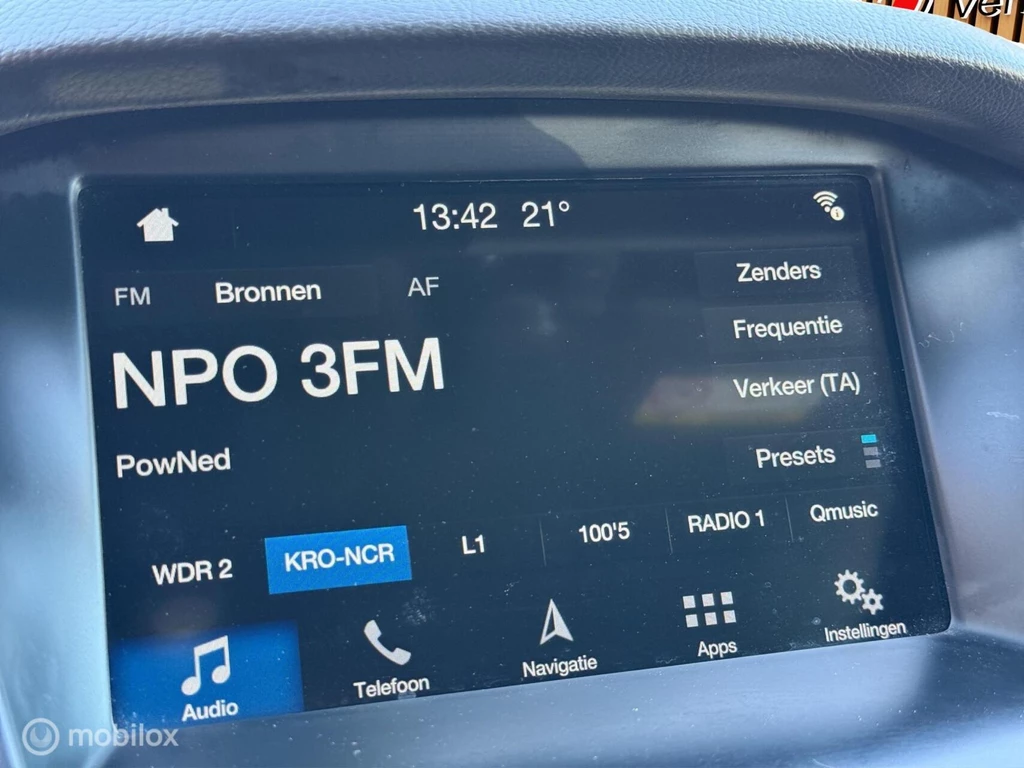 13:42 21°
FM Bronnen AF
Zenders
Frequentie
NPO 3FM
Verkeer (TA)
PowNed
Presets
WDR 2 KRO-NCR L1 100'5 RADIO 1 Qmusic
Audio Telefoon Navigatie Apps Instellingen
mobilox